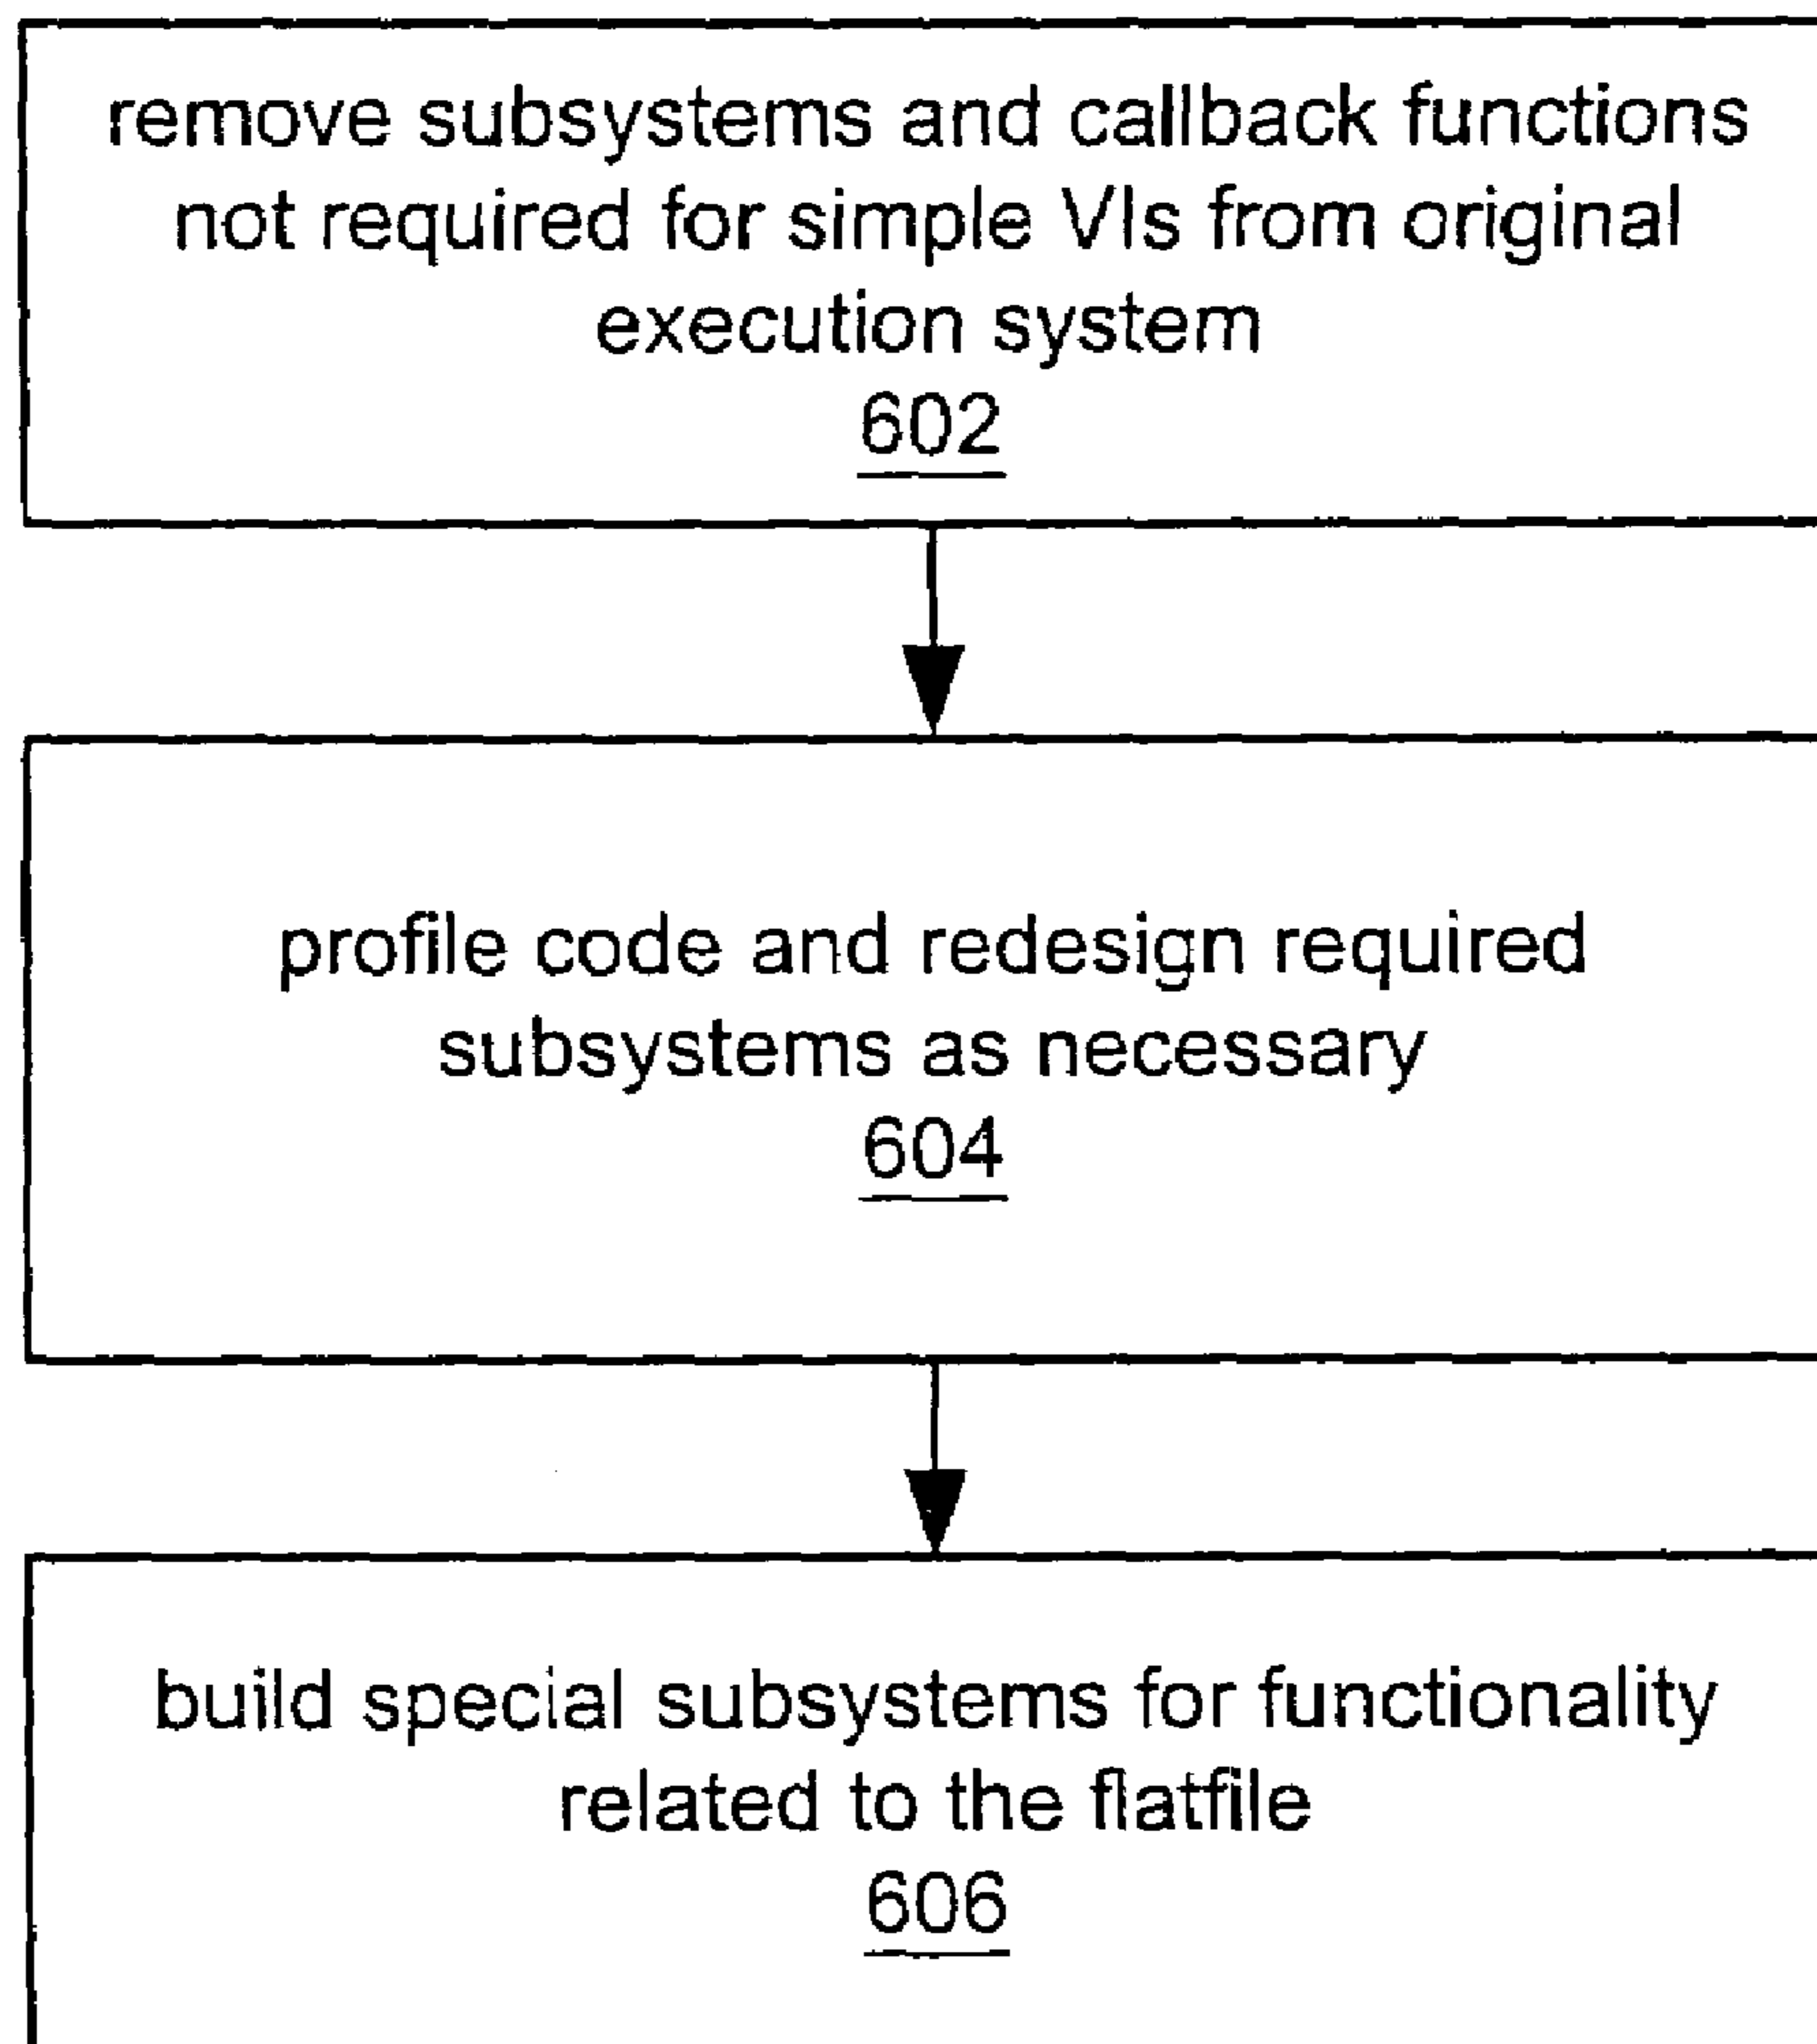 remove subsystems and callback functions
not required for simple VIs from original
execution system
602
profile code and redesign required
subsystems as necessary
604
build special subsystems for functionality
related to the flatfile
606